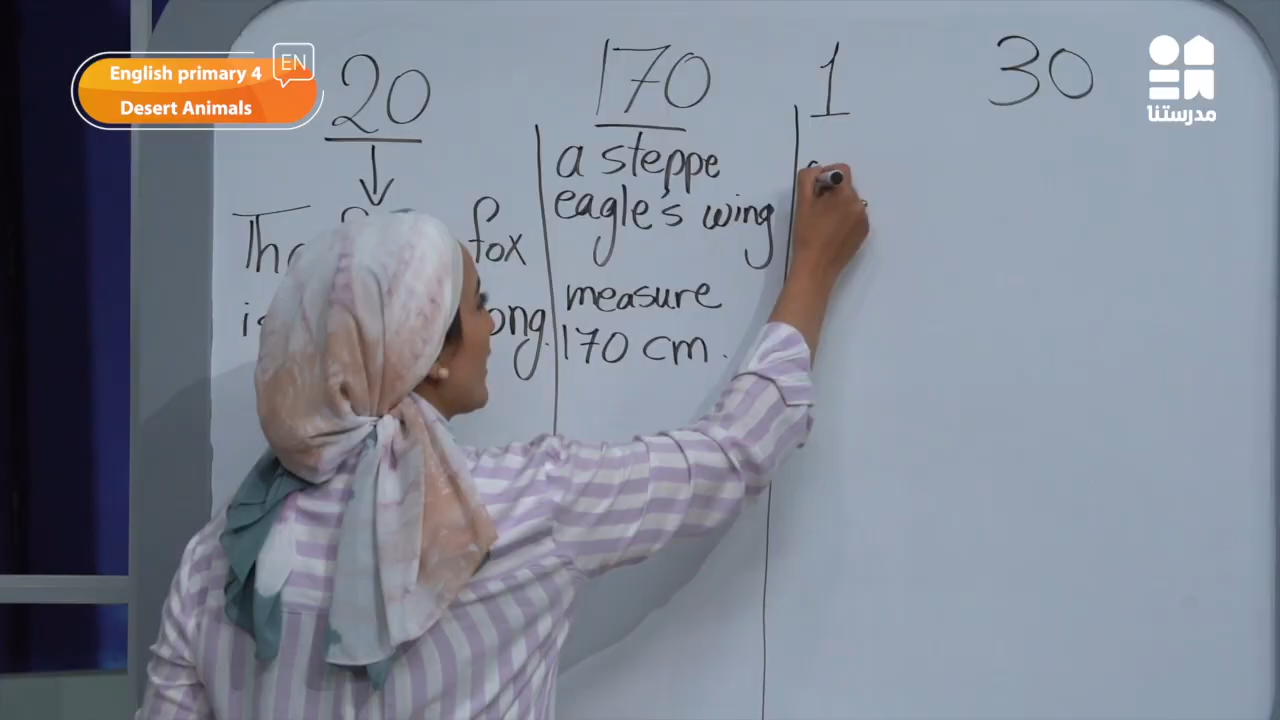 English primary 4
EN
Desert Animals
مدرستنا
20 170 1 30
fox
a steppe
eagle's wing
measure
170 cm.